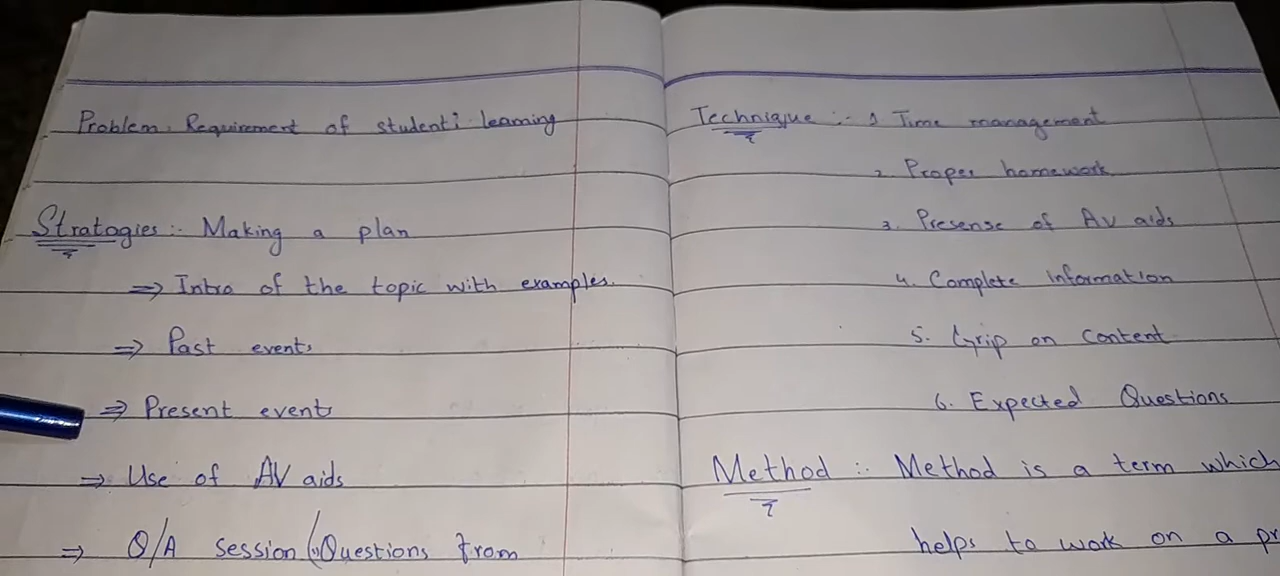 Problem: Requirement of student's learning
Stratogies :- Making a plan
⇒ Intro of the topic with examples.
⇒ Past events
⇒ Present events
⇒ Use of AV aids
⇒ Q/A session (Questions from
Technique :- 1 Time management
2. Proper homework
3. Presense of AV aids
4. Complete Information
5. Grip on Content
6. Expected Questions
Method :- Method is a term which
helps to work on a